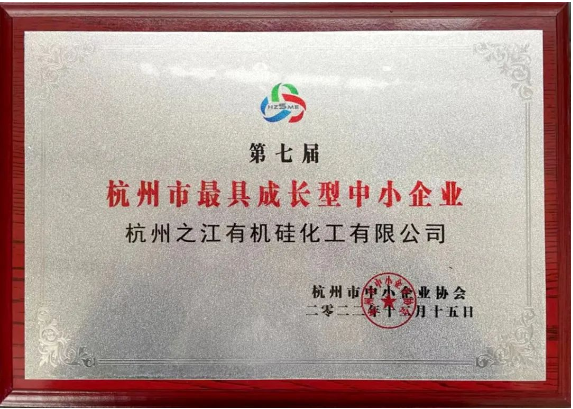 HZSME
第七届
杭州市最具成长型中小企业
杭州之江有机硅化工有限公司
杭州市中小企业协会
二零二二年十二月十五日